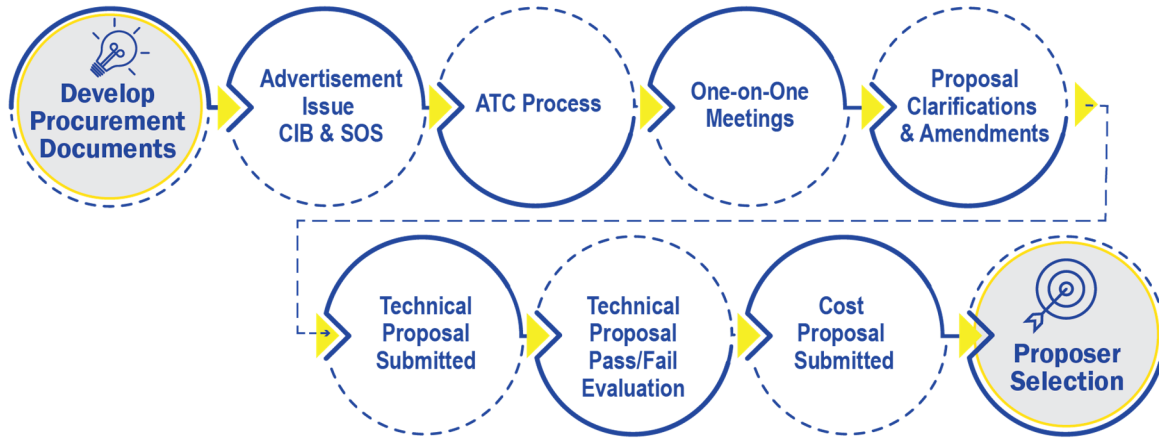 Develop
Procurement
Documents
Advertisement
Issue
CIB & SOS
ATC Process
One-on-One
Meetings
Proposal
Clarifications
& Amendments
Technical
Proposal
Submitted
Technical
Proposal
Pass/Fail
Evaluation
Cost
Proposal
Submitted
Proposer
Selection